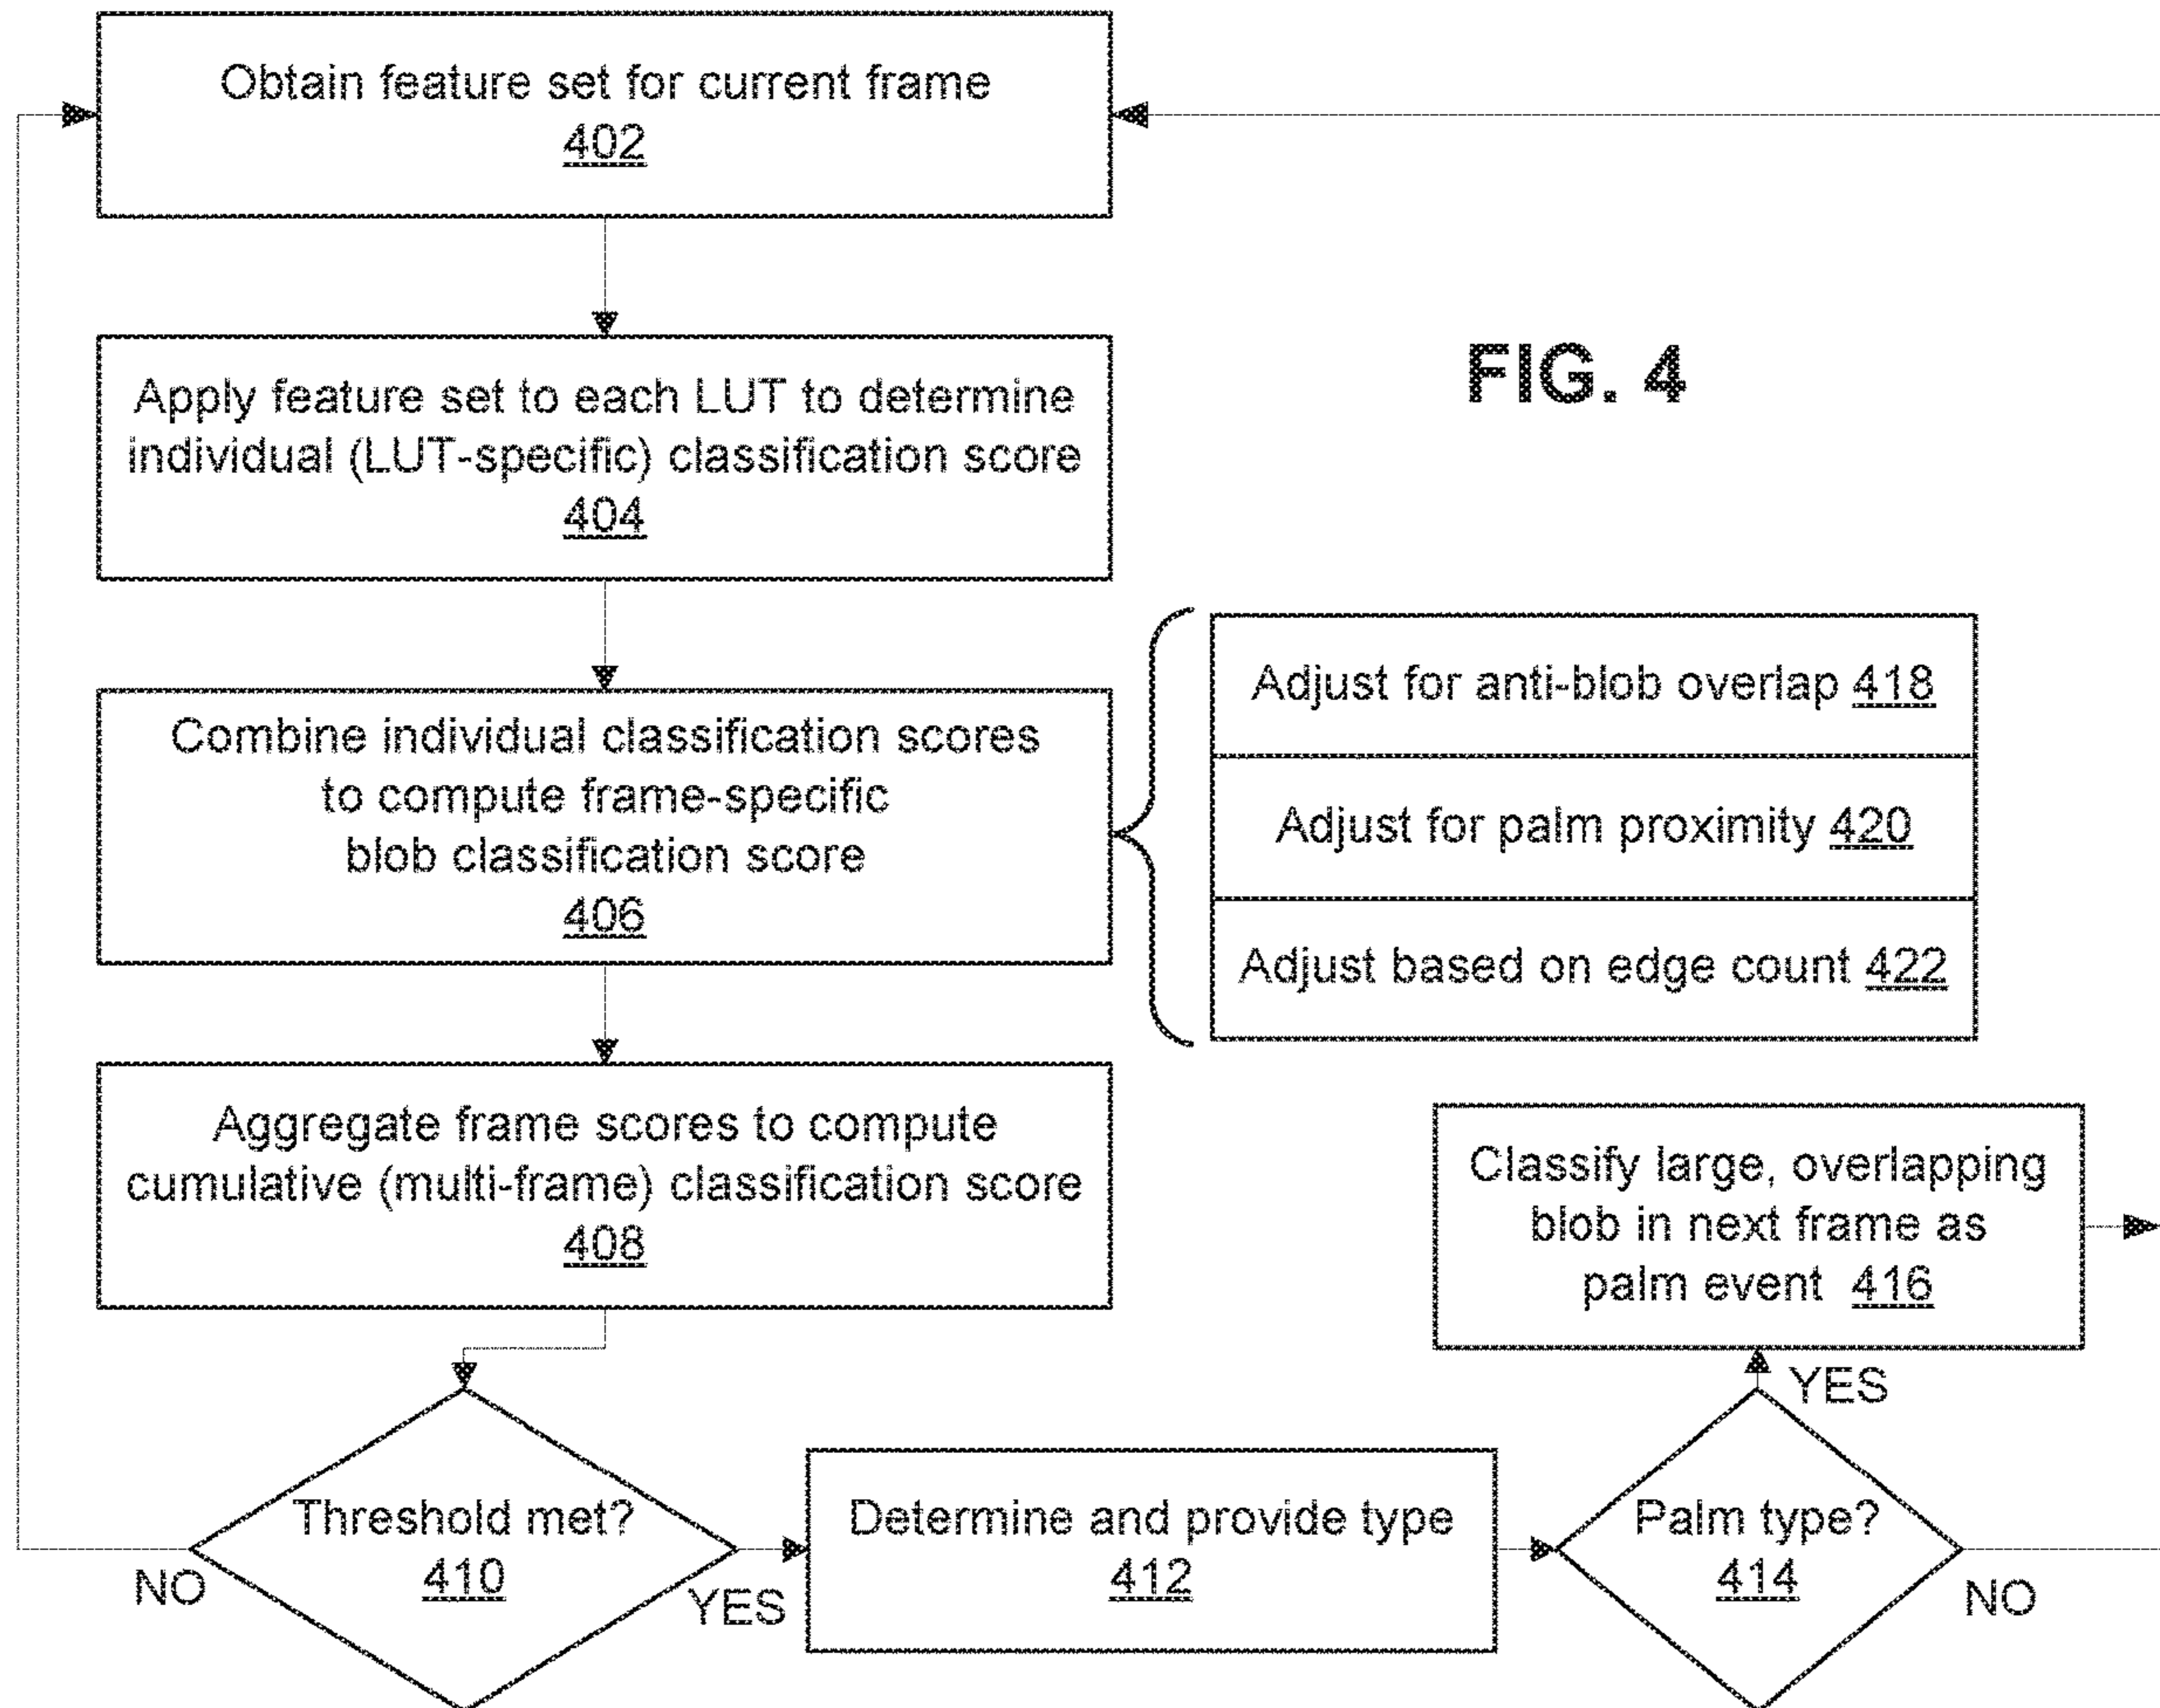 Obtain feature set for current frame
402
FIG. 4
Apply feature set to each LUT to determine
individual (LUT-specific) classification score
404
Combine individual classification scores
to compute frame-specific
blob classification score
406
Adjust for anti-blob overlap 418
Adjust for palm proximity 420
Adjust based on edge count 422
Aggregate frame scores to compute
cumulative (multi-frame) classification score
408
Classify large, overlapping
blob in next frame as
palm event 416
Threshold met?
410
NO
YES
Determine and provide type
412
Palm type?
414
YES
NO